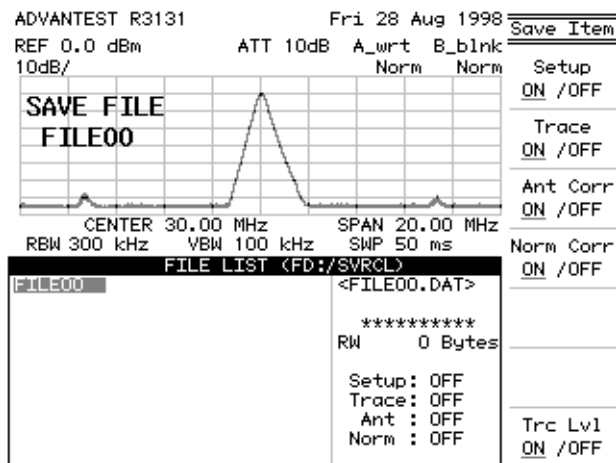 ADVANTEST R3131 Fri 28 Aug 1998
REF 0.0 dBm ATT 10dB A_wrt B_blnk
10dB/ Norm Norm
SAVE FILE
FILE00
CENTER 30.00 MHz SPAN 20.00 MHz
RBW 300 kHz VBW 100 kHz SWP 50 ms
FILE LIST (FD:/SVRCL)
FILE00
<FILE00.DAT>
**********
RW 0 Bytes
Setup: OFF
Trace: OFF
Ant : OFF
Norm : OFF
Save Item
Setup
ON /OFF
Trace
ON /OFF
Ant Corr
ON /OFF
Norm Corr
ON /OFF
Trc Lvl
ON /OFF